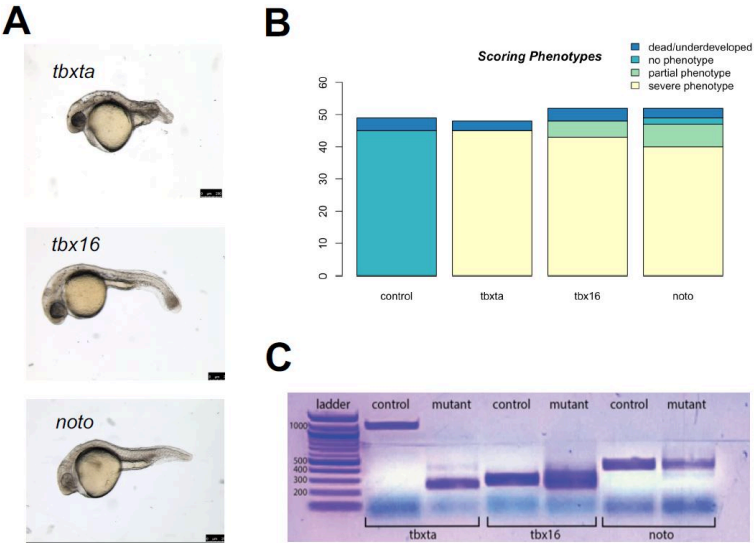 A
tbxta
tbx16
noto
B
Scoring Phenotypes
dead/underdeveloped
no phenotype
partial phenotype
severe phenotype
60
50
40
30
20
10
0
control
tbxta
tbx16
noto
C
ladder
control
mutant
control
mutant
control
mutant
1000
500
400
300
200
tbxta
tbx16
noto